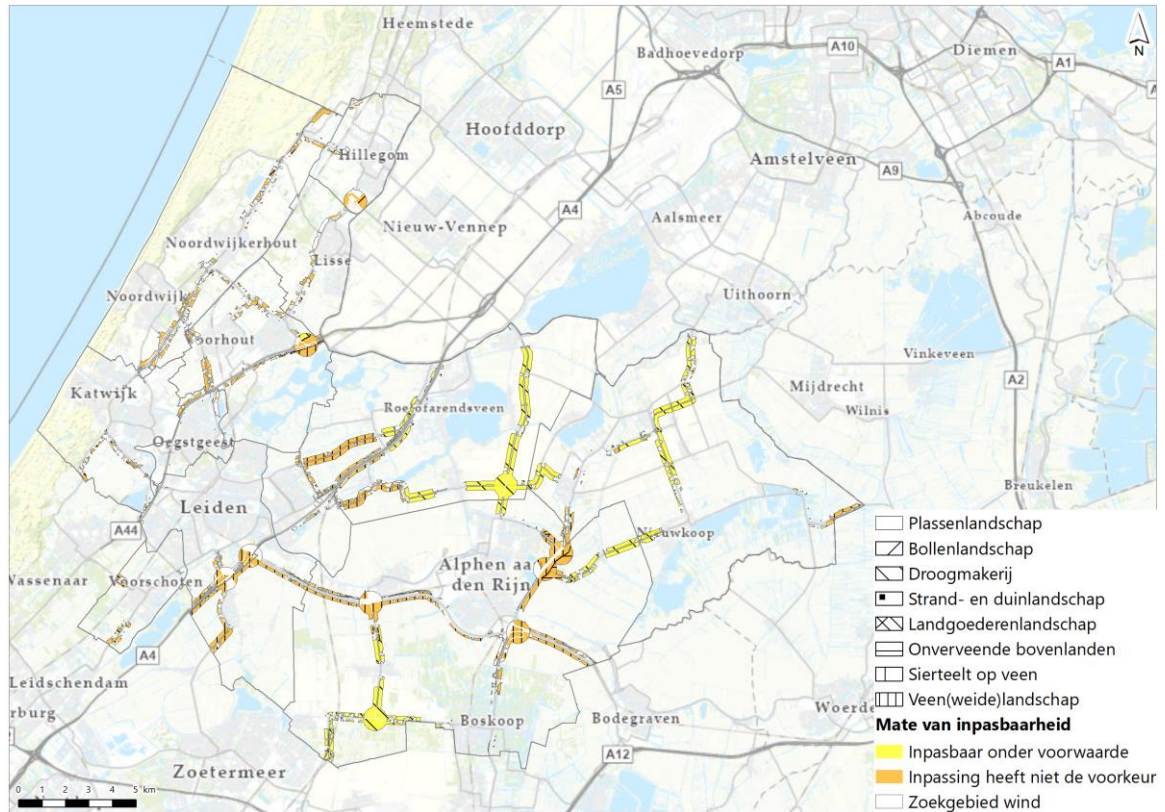 Heemstede
N
Badhoevedorp
A10
Diemen
A1
A5
Hoofddorp
Hillegom
Amstelveen
A9
A4
Aalsmeer
Abcoude
Nieuw-Vennep
Noordwijkerhout
Lisse
Uithoorn
Noordwijk
Voorhout
Vinkeveen
A2
Katwijk
Mijdrecht
Roelofarendsveen
Wilnis
Oegstgeest
Breukelen
Leiden
A44
Nieuwkoop
Alphen aa
den Rijn
Wassenaar
Voorschoten
A4
Leidschendam
rburg
Boskoop
Bodegraven
Woerde
A12
Zoetermeer
0 1 2 3 4 5 km
Plassenlandschap
Bollenlandschap
Droogmakerij
Strand- en duinlandschap
Landgoederenlandschap
Onverveende bovenlanden
Sierteelt op veen
Veen(weide)landschap
Mate van inpasbaarheid
Inpasbaar onder voorwaarde
Inpassing heeft niet de voorkeur
Zoekgebied wind